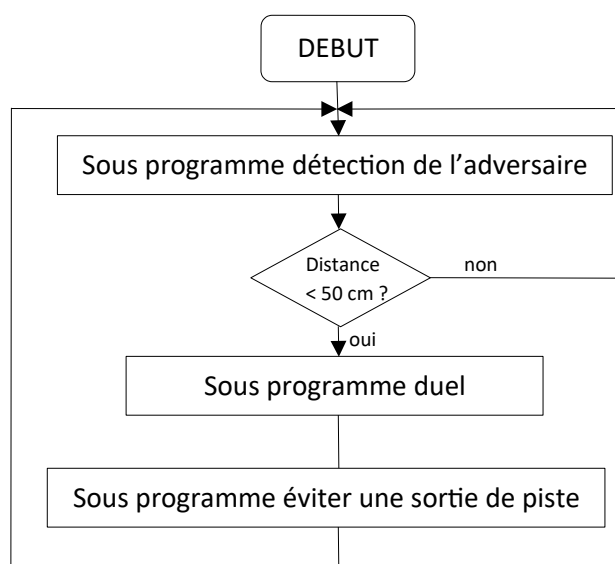 DEBUT
Sous programme détection de l’adversaire
Distance
< 50 cm ?
non
oui
Sous programme duel
Sous programme éviter une sortie de piste